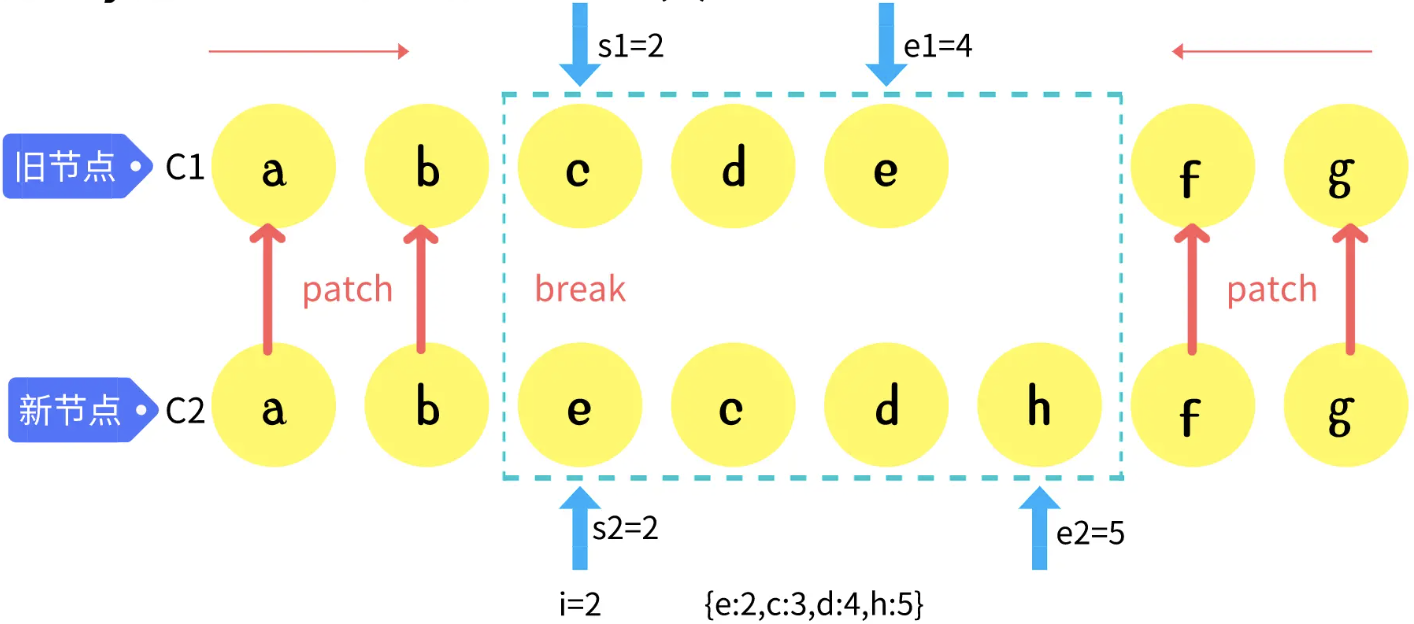 s1=2 e1=4
旧节点 C1 a b c d e f g
patch break patch
新节点 C2 a b e c d h f g
s2=2 e2=5
i=2 {e:2,c:3,d:4,h:5}